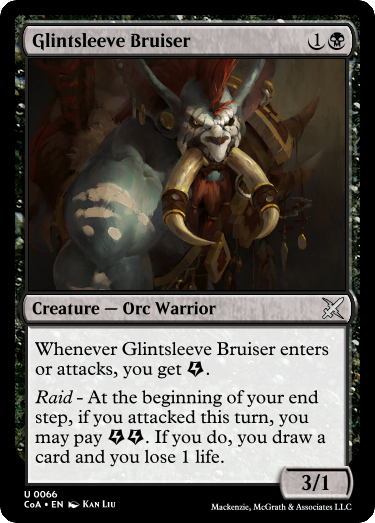 Glintsleeve Bruiser 1
Creature — Orc Warrior
Whenever Glintsleeve Bruiser enters
or attacks, you get .
Raid - At the beginning of your end
step, if you attacked this turn, you
may pay . If you do, you draw a
card and you lose 1 life.
3/1
U 0066
CoA • EN Kan Liu
Mackenzie, McGrath & Associates LLC